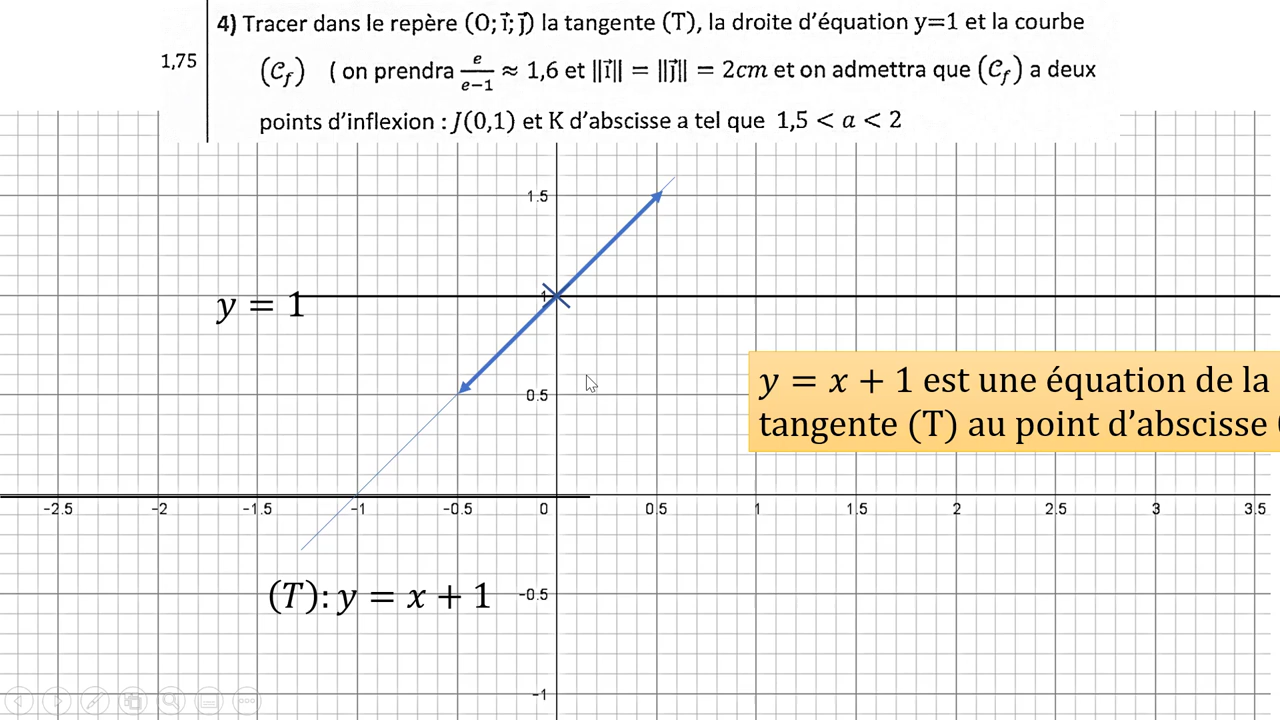 4) Tracer dans le repère (O; i⃗; j⃗) la tangente (T), la droite d'équation y=1 et la courbe
1,75
(𝒞_f) ( on prendra e/(e−1) ≈ 1,6 et ‖i⃗‖ = ‖j⃗‖ = 2cm et on admettra que (𝒞_f) a deux
points d'inflexion : J(0,1) et K d'abscisse a tel que 1,5 < a < 2
1.5
y = 1
1
0.5
y = x + 1 est une équation de la
tangente (T) au point d'abscisse
-2.5 -2 -1.5 -1 -0.5 0 0.5 1 1.5 2 2.5 3 3.5
(T): y = x + 1
-0.5
-1